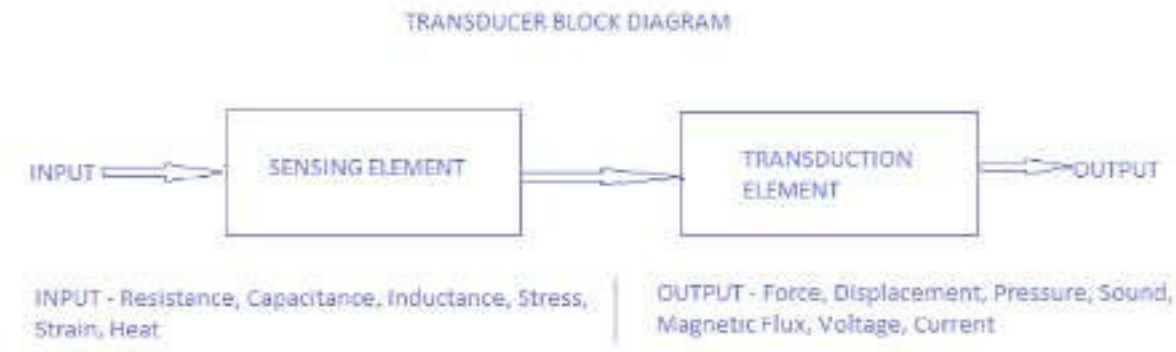 TRANSDUCER BLOCK DIAGRAM
INPUT
SENSING ELEMENT
TRANSDUCTION
ELEMENT
OUTPUT
INPUT - Resistance, Capacitance, Inductance, Stress,
Strain, Heat
OUTPUT - Force, Displacement, Pressure, Sound,
Magnetic Flux, Voltage, Current